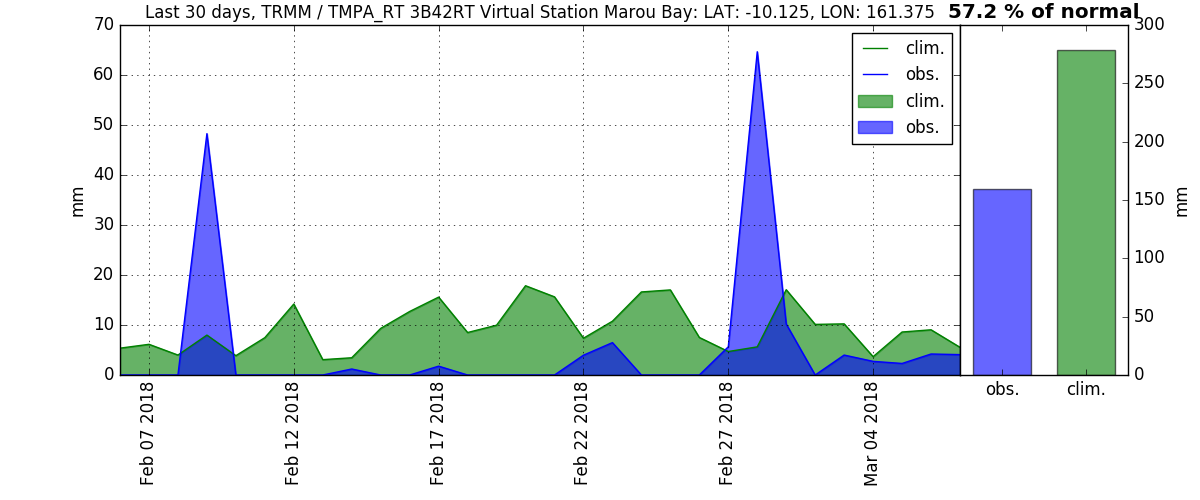 Last 30 days, TRMM / TMPA_RT 3B42RT Virtual Station Marou Bay: LAT: -10.125, LON: 161.375
57.2 % of normal
70
60
50
40
30
20
10
0
mm
clim.
obs.
clim.
obs.
Feb 07 2018
Feb 12 2018
Feb 17 2018
Feb 22 2018
Feb 27 2018
Mar 04 2018
300
250
200
150
100
50
0
mm
obs.
clim.